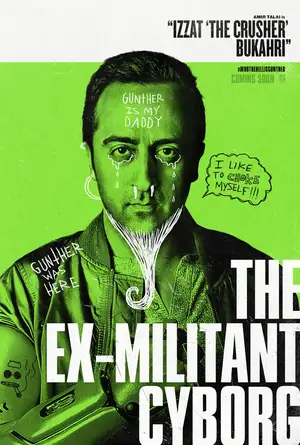 AMIR TALAI is
"IZZAT 'THE CRUSHER'
BUKAHRI"
#WHOTHEHELLISGUNTHER
COMING SOON
GUNTHER
IS MY
DADDY
I LIKE
TO CHOKE
MYSELF!!!
GUNTHER
WAS
HERE
THE
EX-MILITANT
CYBORG